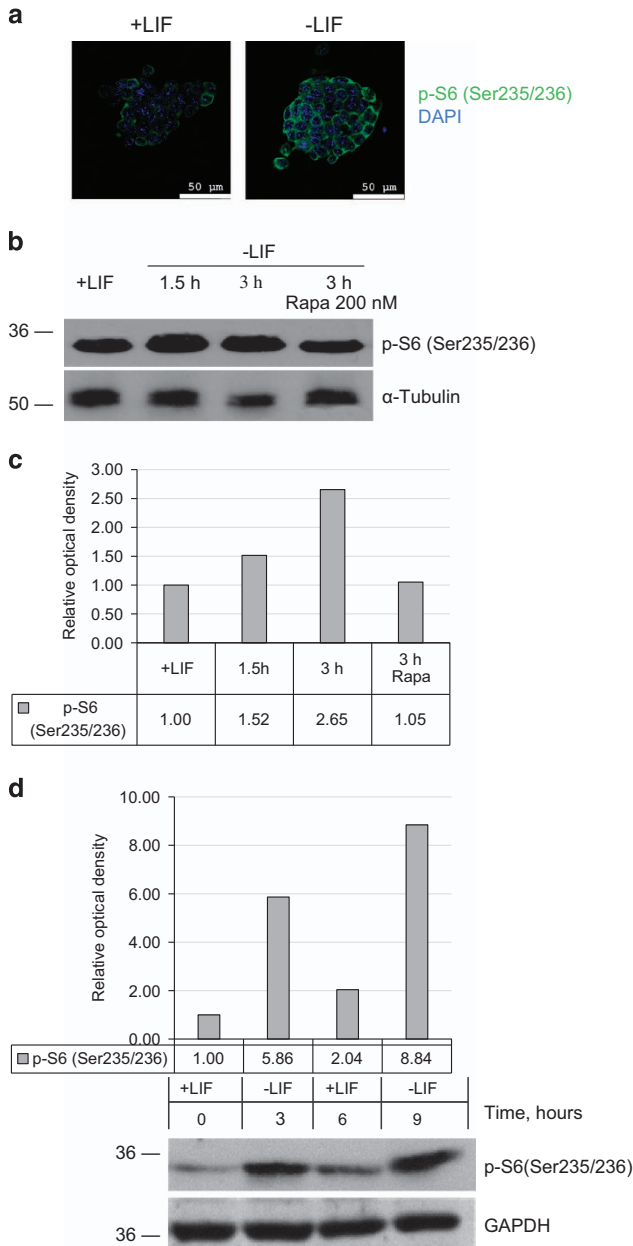 a
+LIF -LIF
p-S6 (Ser235/236)
DAPI
50 µm 50 µm
b
-LIF
+LIF 1.5 h 3 h 3 h
Rapa 200 nM
36
p-S6 (Ser235/236)
50
α-Tubulin
c
Relative optical density
3.00
2.50
2.00
1.50
1.00
0.50
0.00
+LIF 1.5h 3 h 3 h
Rapa
p-S6
(Ser235/236)
1.00 1.52 2.65 1.05
d
Relative optical density
10.00
8.00
6.00
4.00
2.00
0.00
p-S6 (Ser235/236) 1.00 5.86 2.04 8.84
+LIF -LIF +LIF -LIF
0 3 6 9 Time, hours
36
p-S6(Ser235/236)
36
GAPDH